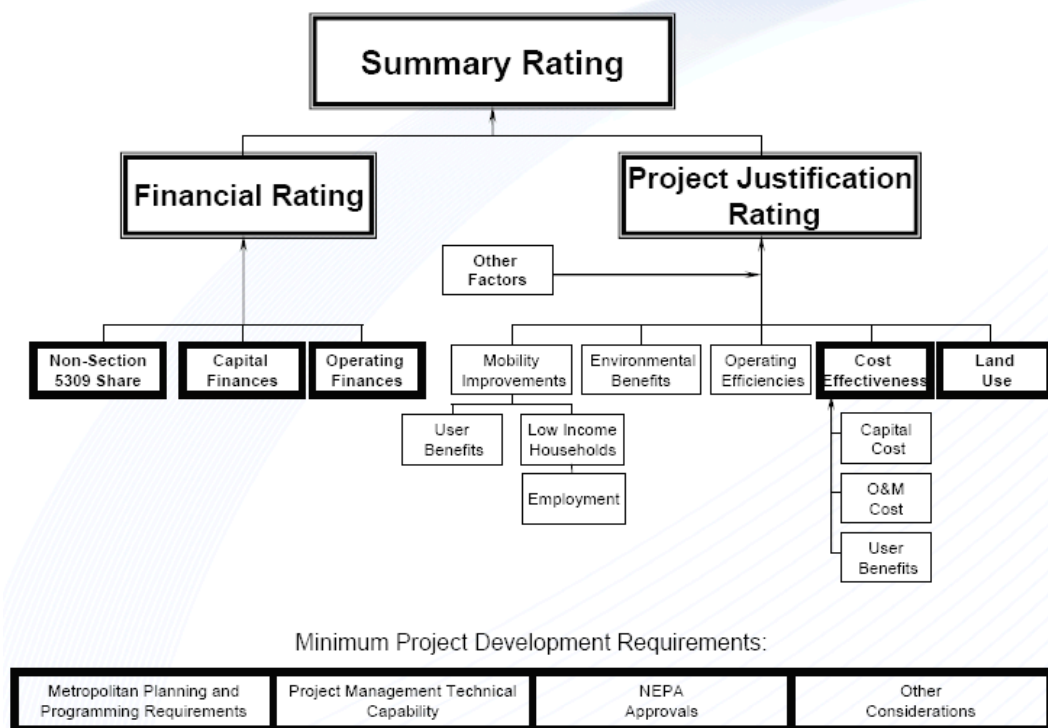 Summary Rating
Financial Rating
Project Justification
Rating
Other
Factors
Non-Section
5309 Share
Capital
Finances
Operating
Finances
Mobility
Improvements
Environmental
Benefits
Operating
Efficiencies
Cost
Effectiveness
Land
Use
User
Benefits
Low Income
Households
Employment
Capital
Cost
O&M
Cost
User
Benefits
Minimum Project Development Requirements:
Metropolitan Planning and
Programming Requirements
Project Management Technical
Capability
NEPA
Approvals
Other
Considerations